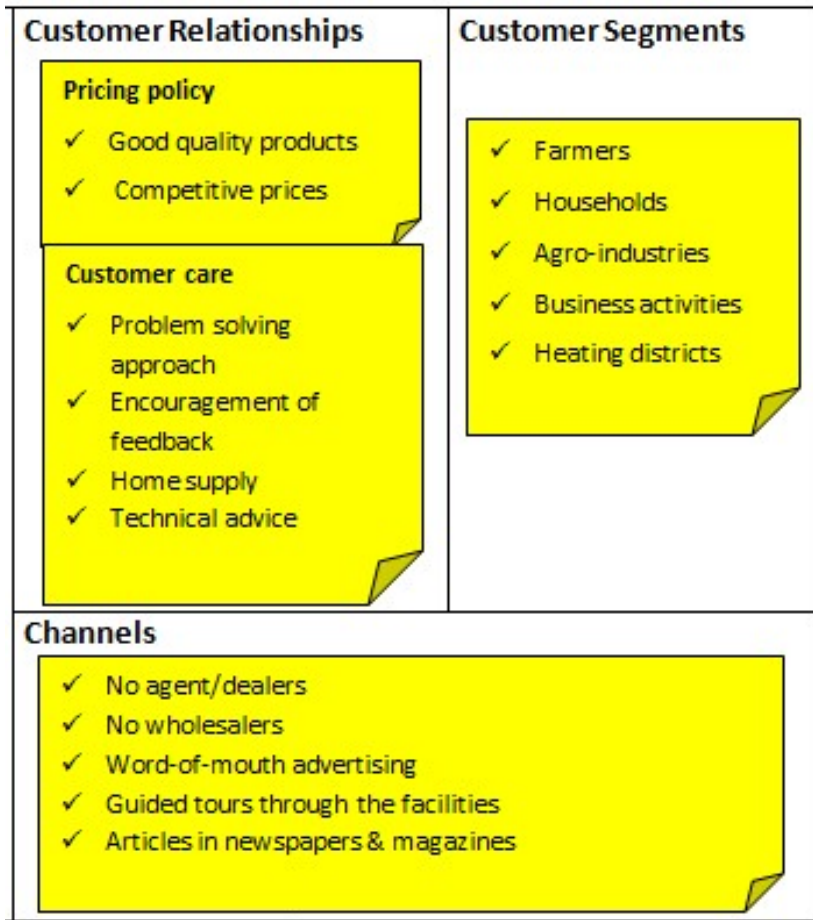 Customer Relationships
Pricing policy
✓ Good quality products
✓ Competitive prices
Customer care
✓ Problem solving
approach
✓ Encouragement of
feedback
✓ Home supply
✓ Technical advice
Customer Segments
✓ Farmers
✓ Households
✓ Agro-industries
✓ Business activities
✓ Heating districts
Channels
✓ No agent/dealers
✓ No wholesalers
✓ Word-of-mouth advertising
✓ Guided tours through the facilities
✓ Articles in newspapers & magazines